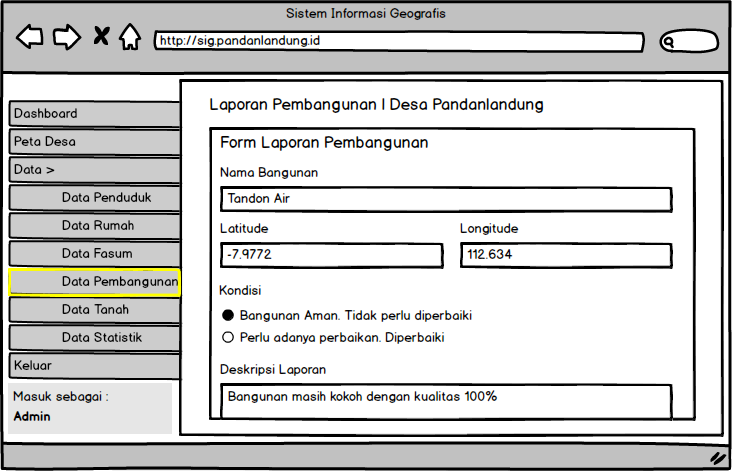 Sistem Informasi Geografis
http://sig.pandanlandung.id
Dashboard
Peta Desa
Data >
Data Penduduk
Data Rumah
Data Fasum
Data Pembangunan
Data Tanah
Data Statistik
Keluar
Masuk sebagai :
Admin
Laporan Pembangunan | Desa Pandanlandung
Form Laporan Pembangunan
Nama Bangunan
Tandon Air
Latitude
Longitude
-7.9772
112.634
Kondisi
Bangunan Aman. Tidak perlu diperbaiki
Perlu adanya perbaikan. Diperbaiki
Deskripsi Laporan
Bangunan masih kokoh dengan kualitas 100%